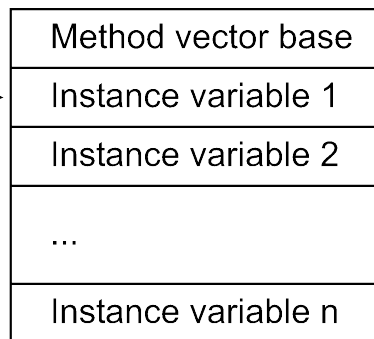 Method vector base
Instance variable 1
Instance variable 2
...
Instance variable n